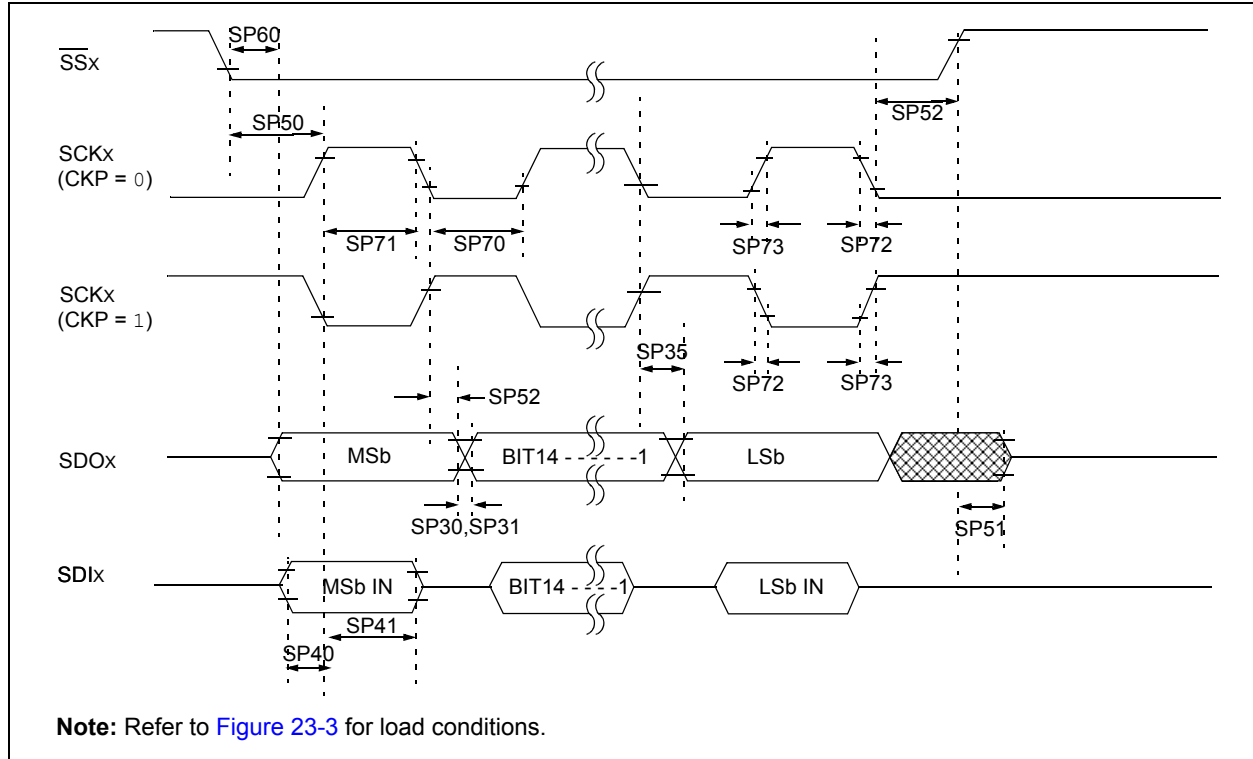 SP60
SSx
SP50
SP52
SCKx
(CKP = 0)
SP71
SP70
SP73
SP72
SCKx
(CKP = 1)
SP35
SP72
SP73
SP52
SDOx
MSb
BIT14 - - - - - -1
LSb
SP30,SP31
SP51
SDIx
MSb IN
BIT14 - - - -1
LSb IN
SP41
SP40
Note: Refer to Figure 23-3 for load conditions.